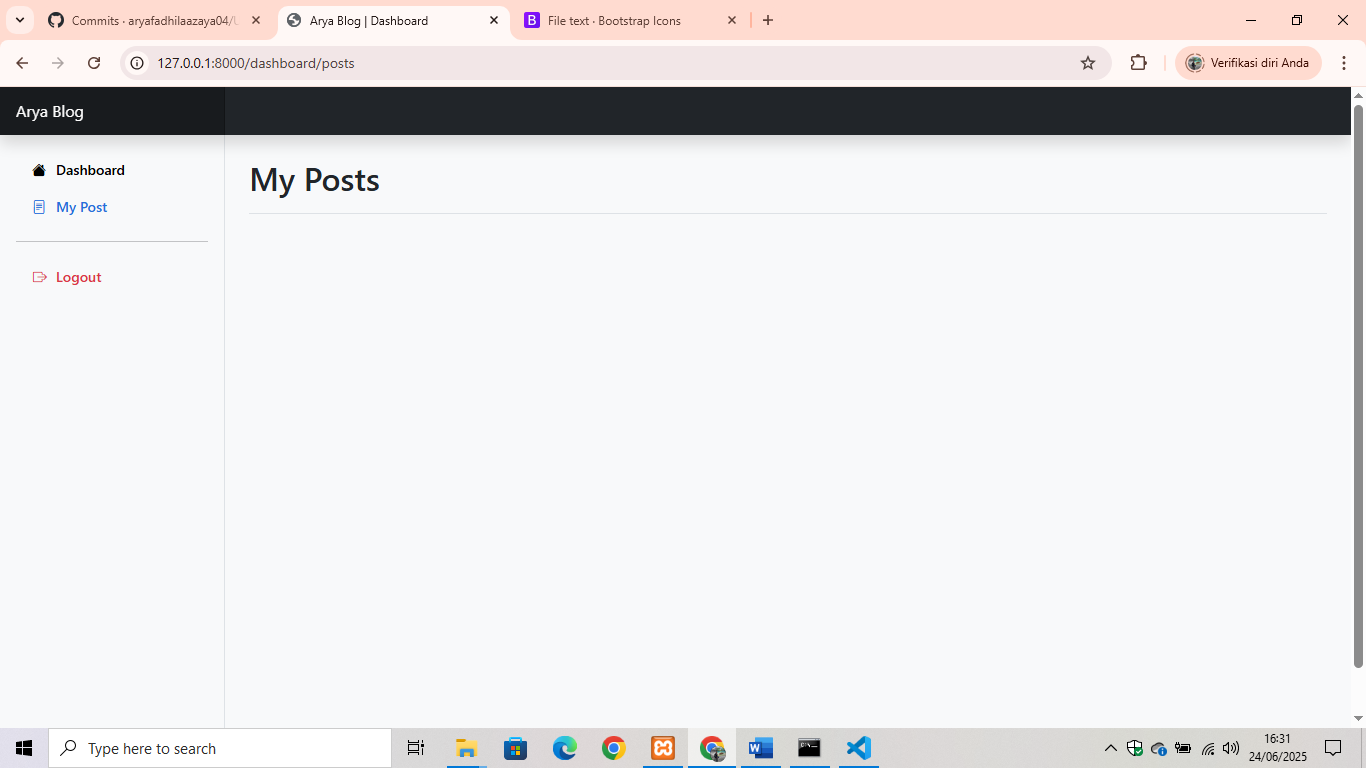 Commits · aryafadhilaazaya04/U
Arya Blog | Dashboard
File text · Bootstrap Icons
127.0.0.1:8000/dashboard/posts
Verifikasi diri Anda
Arya Blog
Dashboard
My Post
Logout
My Posts
Type here to search
16:31
24/06/2025